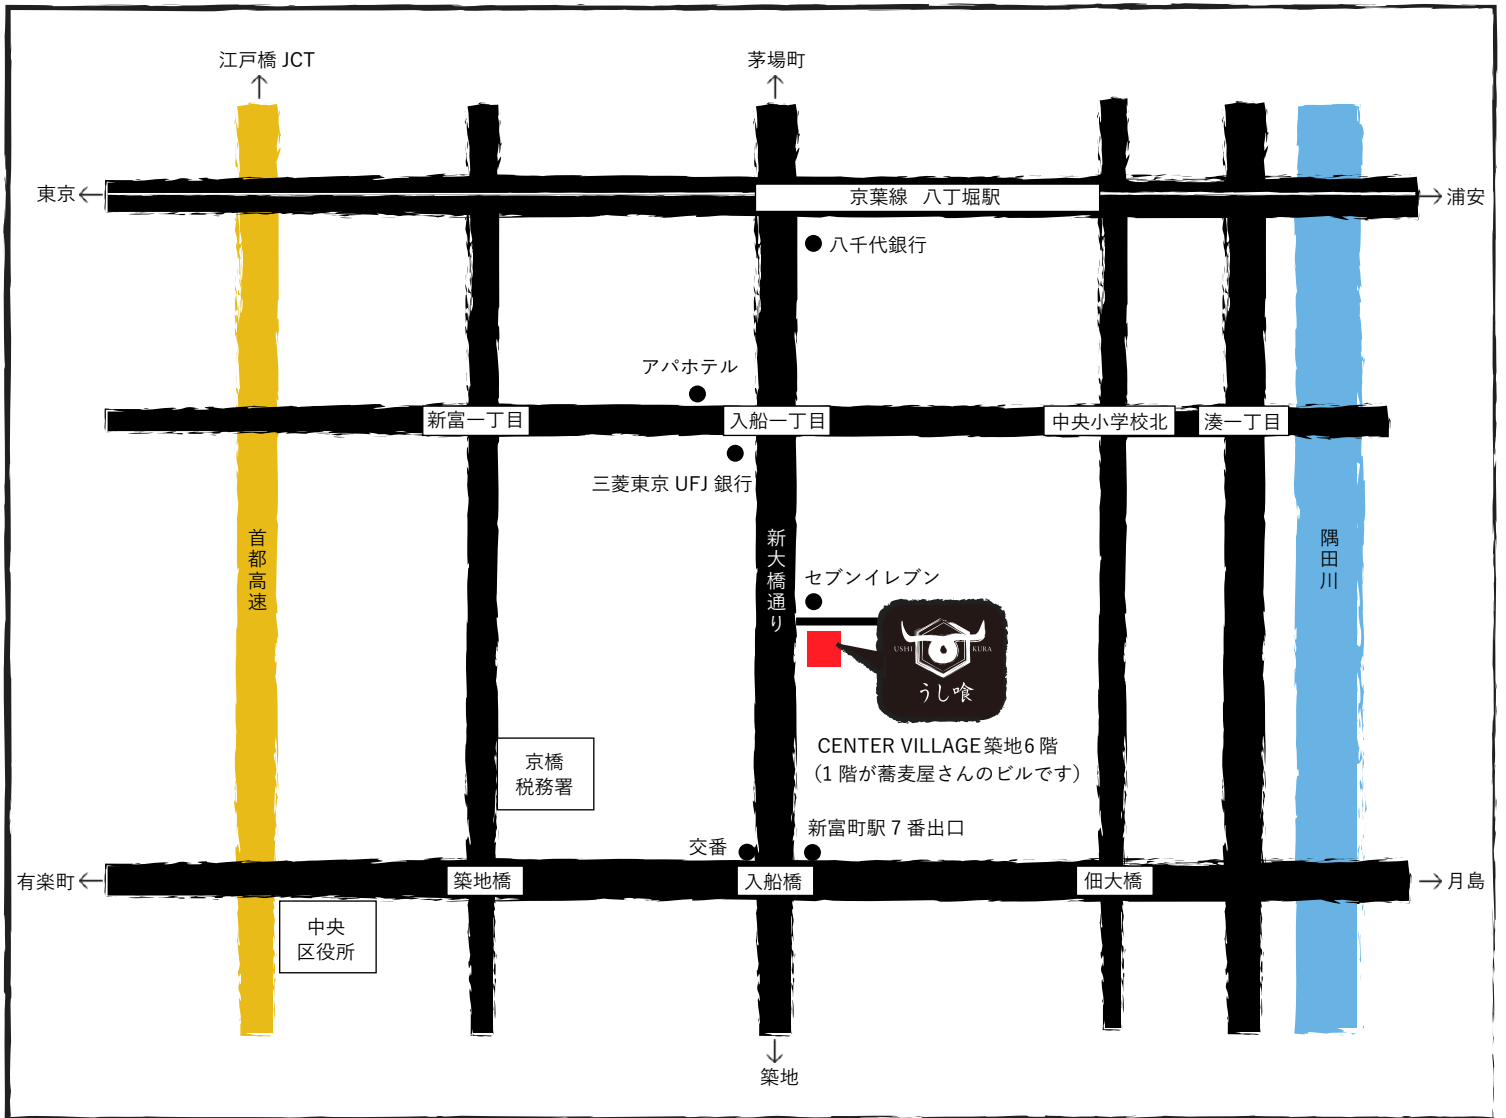 江戸橋 JCT
茅場町
東京
京葉線 八丁堀駅
浦安
八千代銀行
アパホテル
新富一丁目
入船一丁目
中央小学校北
湊一丁目
三菱東京 UFJ 銀行
首都高速
新大橋通り
隅田川
セブンイレブン
USHI KURA
うし喰
CENTER VILLAGE築地6 階
（1 階が蕎麦屋さんのビルです）
京橋
税務署
新富町駅 7 番出口
交番
有楽町
築地橋
入船橋
佃大橋
月島
中央
区役所
築地